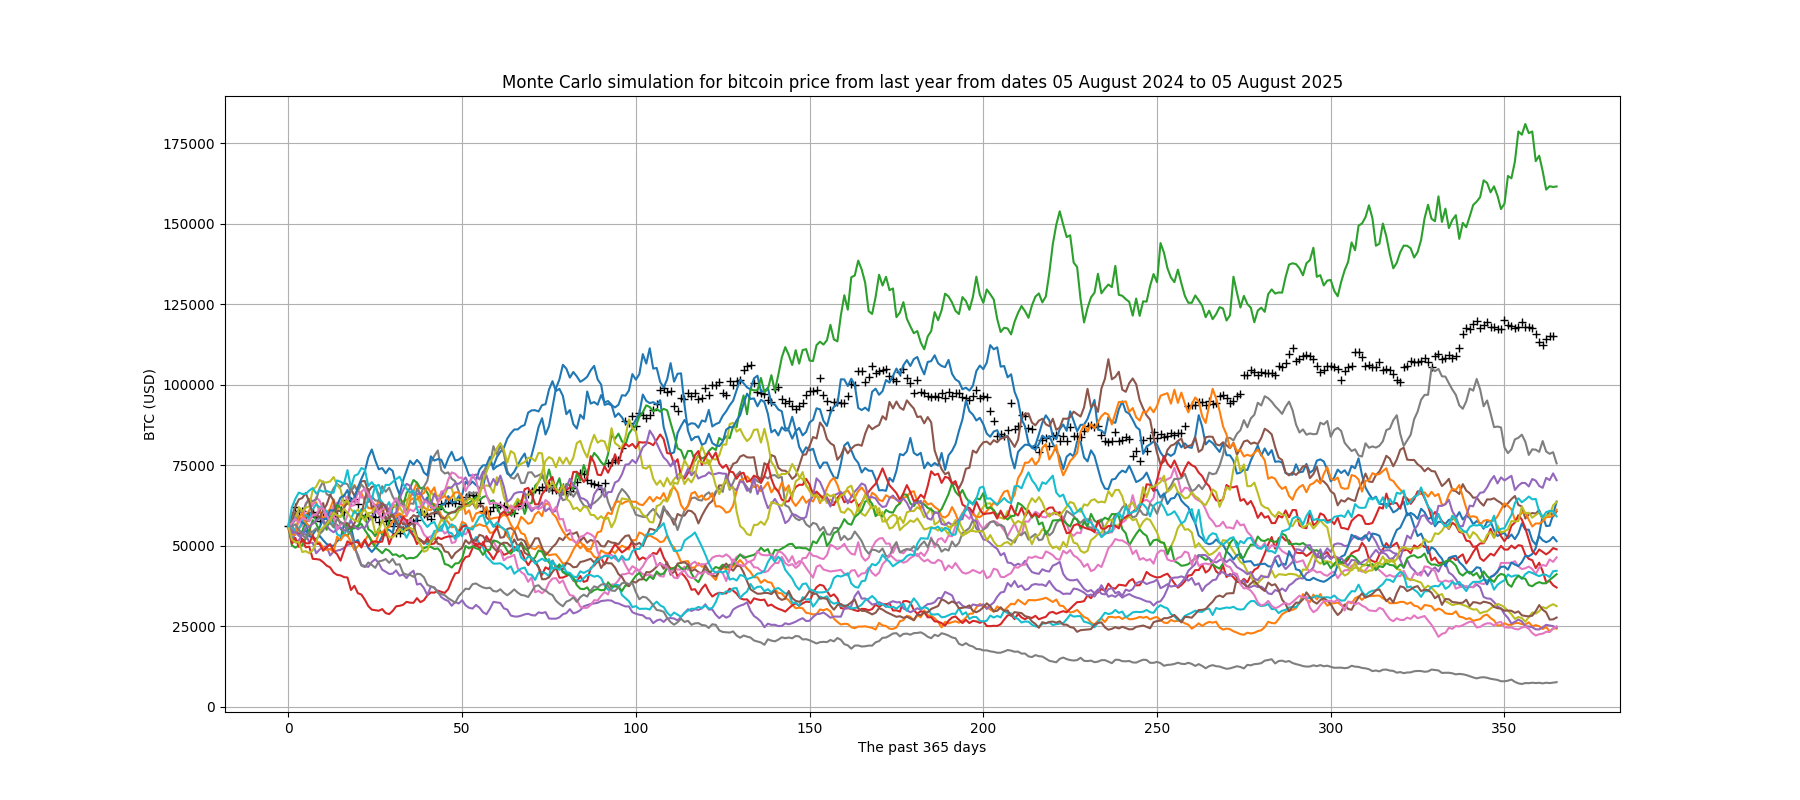 Monte Carlo simulation for bitcoin price from last year from dates 05 August 2024 to 05 August 2025
175000
150000
125000
100000
75000
50000
25000
0
BTC (USD)
0 50 100 150 200 250 300 350
The past 365 days